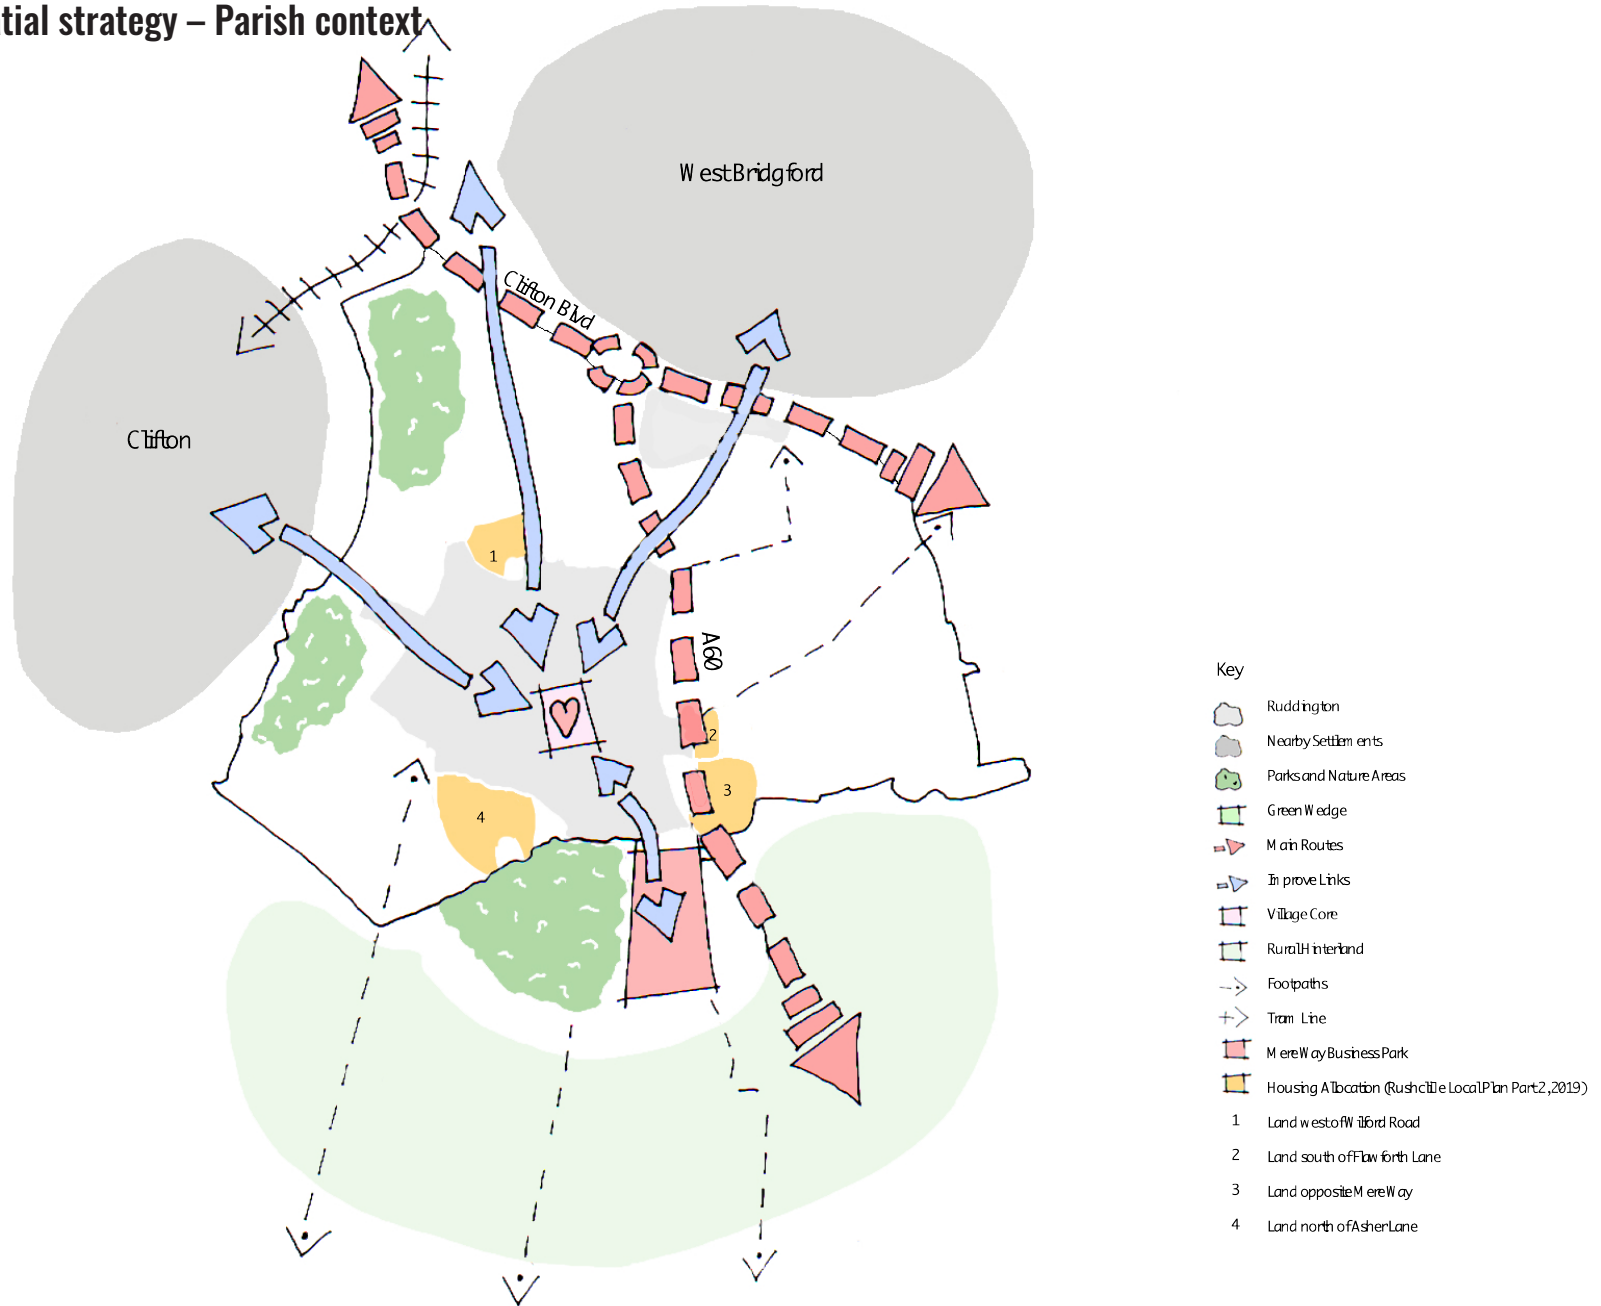 tial strategy – Parish context
West Bridgford
Clifton Blvd
Clifton
1
A60
2
3
4
Key
Ruddington
Nearby Settlements
Parks and Nature Areas
Green Wedge
Main Routes
Improve Links
Village Core
Rural Hinterland
Footpaths
Tram Line
Mere Way Business Park
Housing Allocation (Rushcliffe Local Plan Part 2, 2019)
1 Land west of Wilford Road
2 Land south of Flawforth Lane
3 Land opposite Mere Way
4 Land north of Asher Lane